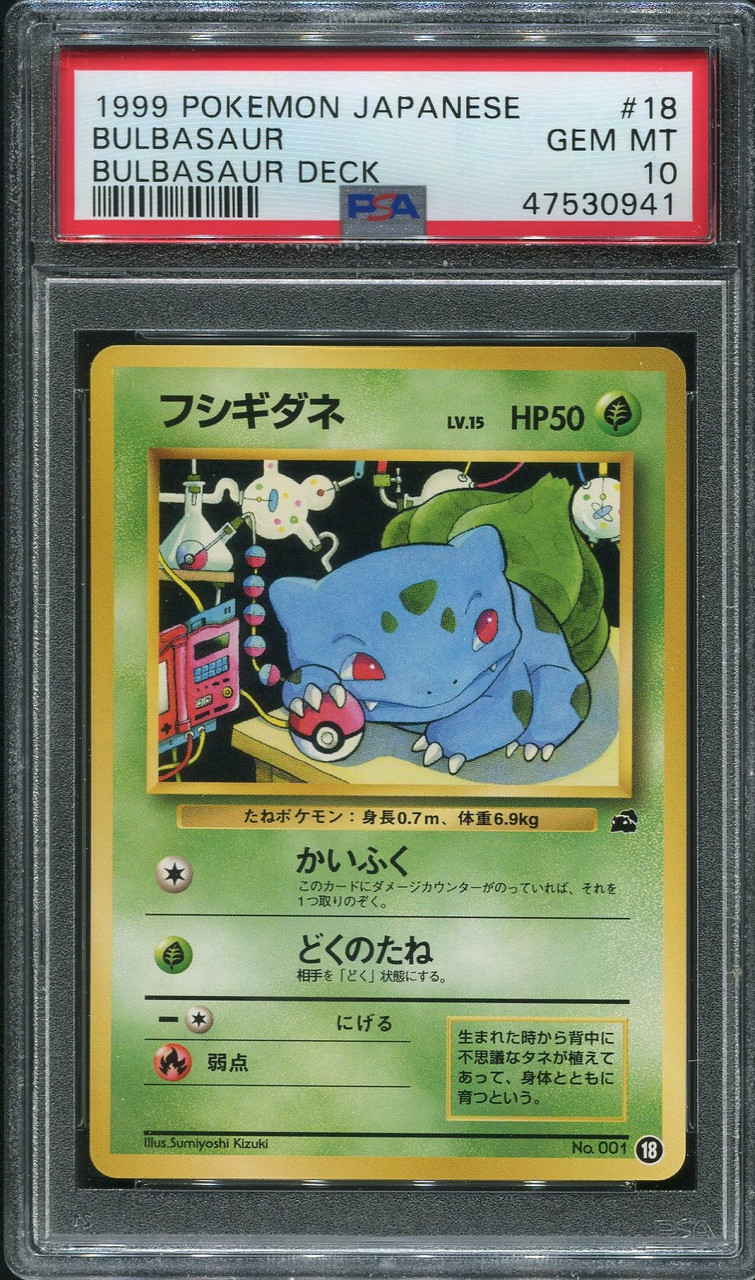 1999 POKEMON JAPANESE #18
BULBASAUR GEM MT
BULBASAUR DECK 10
PSA 47530941
フシギダネ LV.15 HP50
たねポケモン：身長0.7m、体重6.9kg
かいふく
このカードにダメージカウンターがのっていれば、それを
1つ取りのぞく。
どくのたね
相手を「どく」状態にする。
ー にげる
弱点
生まれた時から背中に
不思議なタネが植えて
あって、身体とともに
育つという。
Illus.Sumiyoshi Kizuki No. 001 18
PSA